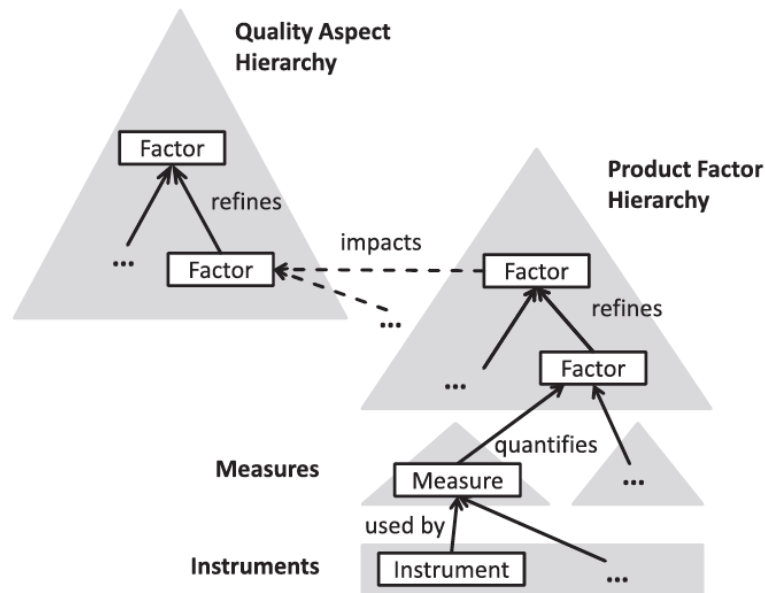 Quality Aspect
Hierarchy
Factor
Product Factor
Hierarchy
refines
impacts
...
Factor
Factor
refines
...
...
Factor
quantifies
Measures
Measure
...
used by
Instruments
Instrument
...